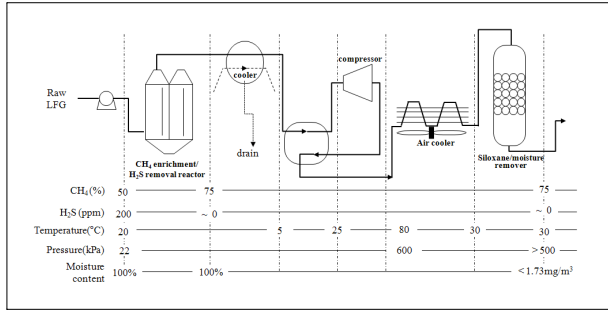 compressor
cooler
Raw
LFG
drain
Air cooler
CH₄ enrichment/
H₂S removal reactor
Siloxane/moisture
remover
CH₄(%) 50 75 75
H₂S (ppm) 200 ~ 0 ~ 0
Temperature(°C) 20 5 25 80 30 30
Pressure(kPa) 22 600 >500
Moisture
content 100% 100% <1.73mg/m³